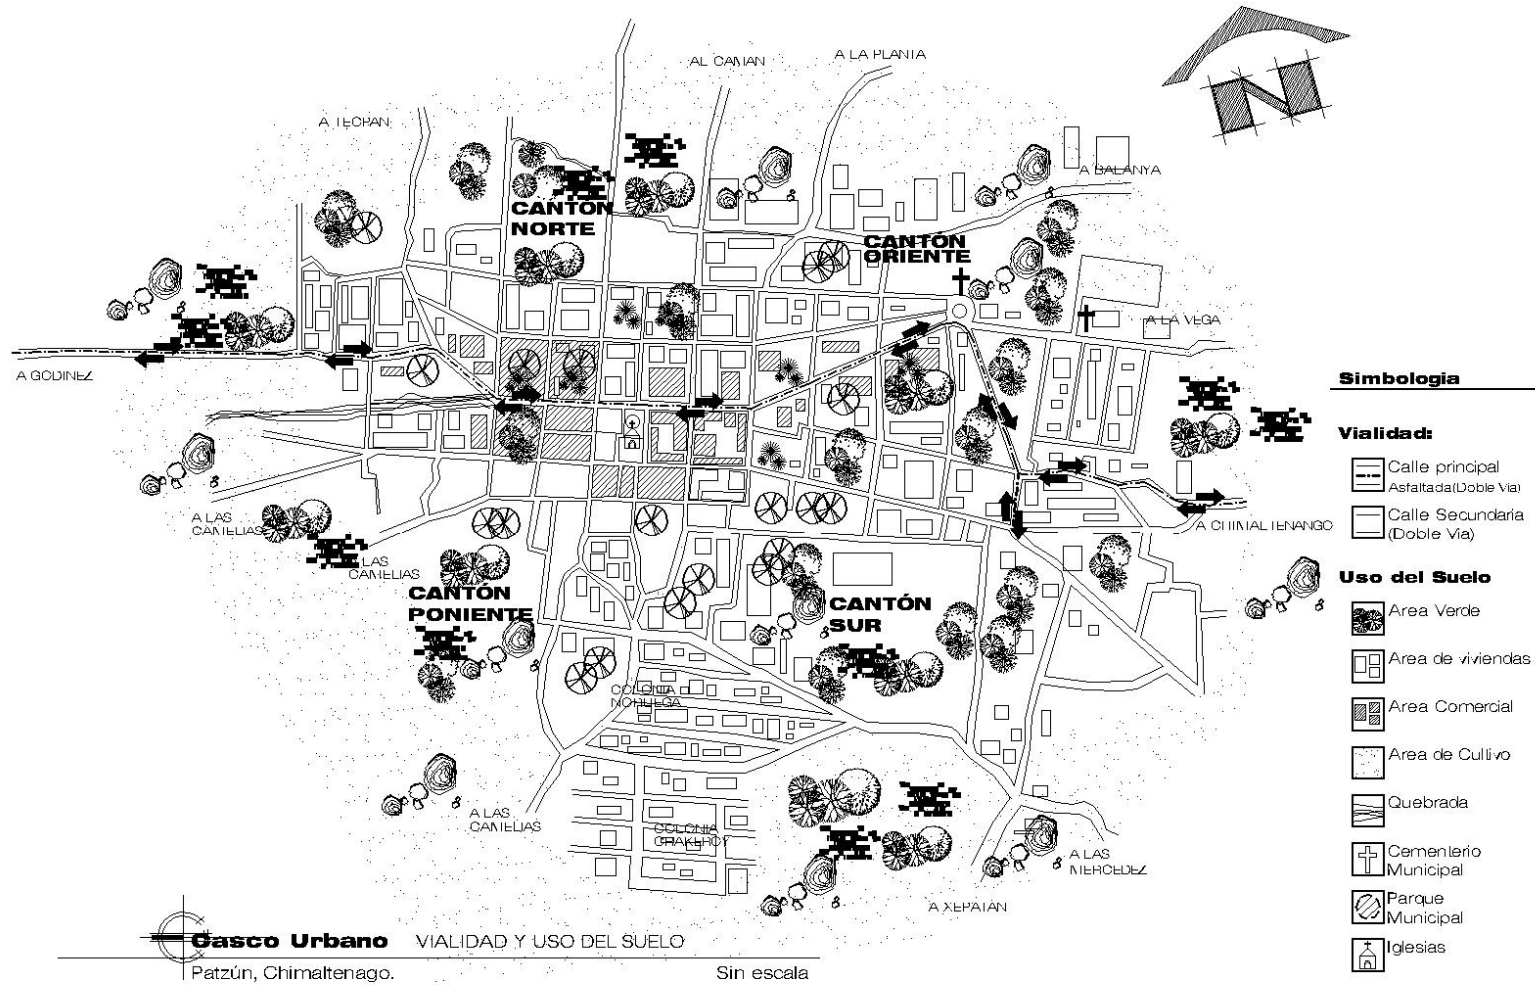 AL CAMAN
A LA PLANTA
A TECPAN
N
A BALANYA
CANTÓN
NORTE
CANTÓN
ORIENTE
A LA VEGA
A GODINEZ
Simbologia
Vialidad:
Calle principal
Asfaltada(Doble Via)
Calle Secundaria
(Doble Via)
A LAS
CAMELIAS
A CHIMALTENANGO
LAS
CAMELIAS
CANTÓN
PONIENTE
CANTÓN
SUR
Uso del Suelo
Area Verde
Area de viviendas
Area Comercial
Area de Cultivo
Quebrada
Cementerio
Municipal
Parque
Municipal
Iglesias
COLONIA
A LAS
CAMELIAS
COLONIA
A LAS
MERCEDEZ
A XEPATAN
Casco Urbano VIALIDAD Y USO DEL SUELO
Patzún, Chimaltenago. Sin escala